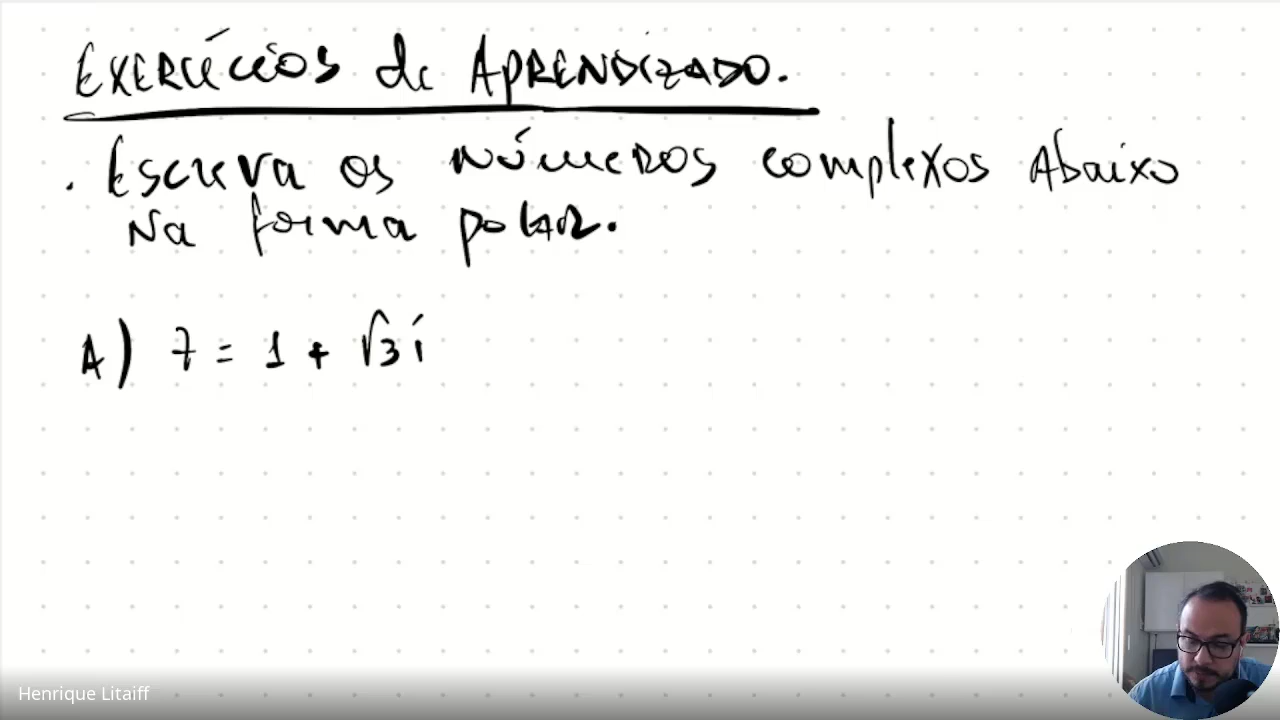 EXERCÍCIOS de APRENDIZADO.
. Escreva os números complexos Abaixo
Na forma polar.
A) z = 1 + √3 i
Henrique Litaiff